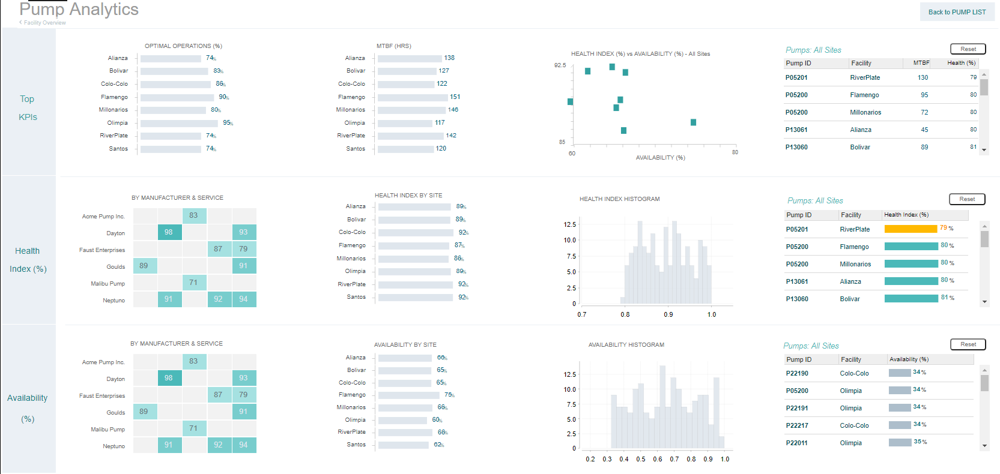 Pump Analytics
< Facility Overview
Back to PUMP LIST
Top
KPIs
OPTIMAL OPERATIONS (%)
Alianza 74%
Bolivar 83%
Colo-Colo 86%
Flamengo 90%
Millonarios 80%
Olimpia 95%
RiverPlate 74%
Santos 74%
MTBF (HRS)
Alianza 138
Bolivar 127
Colo-Colo 122
Flamengo 151
Millonarios 146
Olimpia 117
RiverPlate 142
Santos 120
HEALTH INDEX (%) vs AVAILABILITY (%) - All Sites
92.5
85
60 80
AVAILABILITY (%)
Pumps: All Sites
Reset
Pump ID Facility MTBF Health (%)
P05201 RiverPlate 130 79
P05200 Flamengo 95 80
P05200 Millonarios 72 80
P13061 Alianza 45 80
P13060 Bolivar 89 81
Health
Index (%)
BY MANUFACTURER & SERVICE
Acme Pump Inc. 83
Dayton 98 93
Faust Enterprises 87 79
Goulds 89 91
Malibu Pump 71
Neptuno 91 92 94
HEALTH INDEX BY SITE
Alianza 89%
Bolivar 89%
Colo-Colo 92%
Flamengo 87%
Millonarios 86%
Olimpia 89%
RiverPlate 92%
Santos 92%
HEALTH INDEX HISTOGRAM
12.5
10.0
7.5
5.0
2.5
0
0.7 0.8 0.9 1.0
Pumps: All Sites
Reset
Pump ID Facility Health Index (%)
P05201 RiverPlate 79 %
P05200 Flamengo 80 %
P05200 Millonarios 80 %
P13061 Alianza 80 %
P13060 Bolivar 81 %
Availability
(%)
BY MANUFACTURER & SERVICE
Acme Pump Inc. 83
Dayton 98 93
Faust Enterprises 87 79
Goulds 89 91
Malibu Pump 71
Neptuno 91 92 94
AVAILABILITY BY SITE
Alianza 66%
Bolivar 65%
Colo-Colo 65%
Flamengo 75%
Millonarios 66%
Olimpia 60%
RiverPlate 66%
Santos 62%
AVAILABILITY HISTOGRAM
12.5
10.0
7.5
5.0
2.5
0
0.2 0.3 0.4 0.5 0.6 0.7 0.8 0.9 1.0
Pumps: All Sites
Reset
Pump ID Facility Availability (%)
P22190 Colo-Colo 34 %
P05200 Olimpia 34 %
P22191 Olimpia 34 %
P22217 Colo-Colo 34 %
P22011 Olimpia 35 %